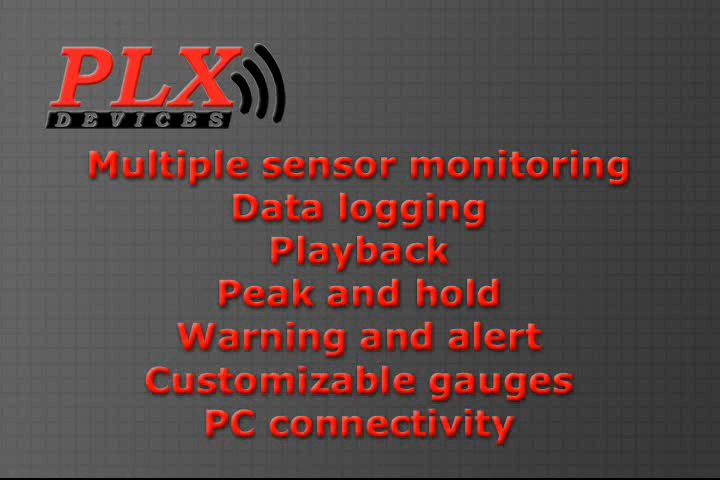 PLX
DEVICES
Multiple sensor monitoring
Data logging
Playback
Peak and hold
Warning and alert
Customizable gauges
PC connectivity